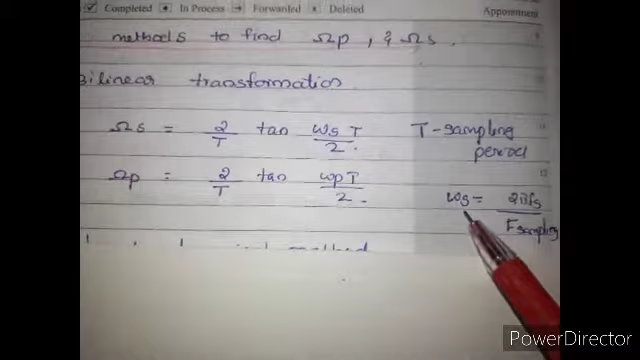 Completed In Process Forwarded Deleted
Appointment
methods to find Ωp, & Ωs.
Bilinear transformation
Ωs = 2/T tan ωs T/2. T-sampling period
Ωp = 2/T tan ωp T/2.
ωs = 2πfs/Fsampling
method
PowerDirector